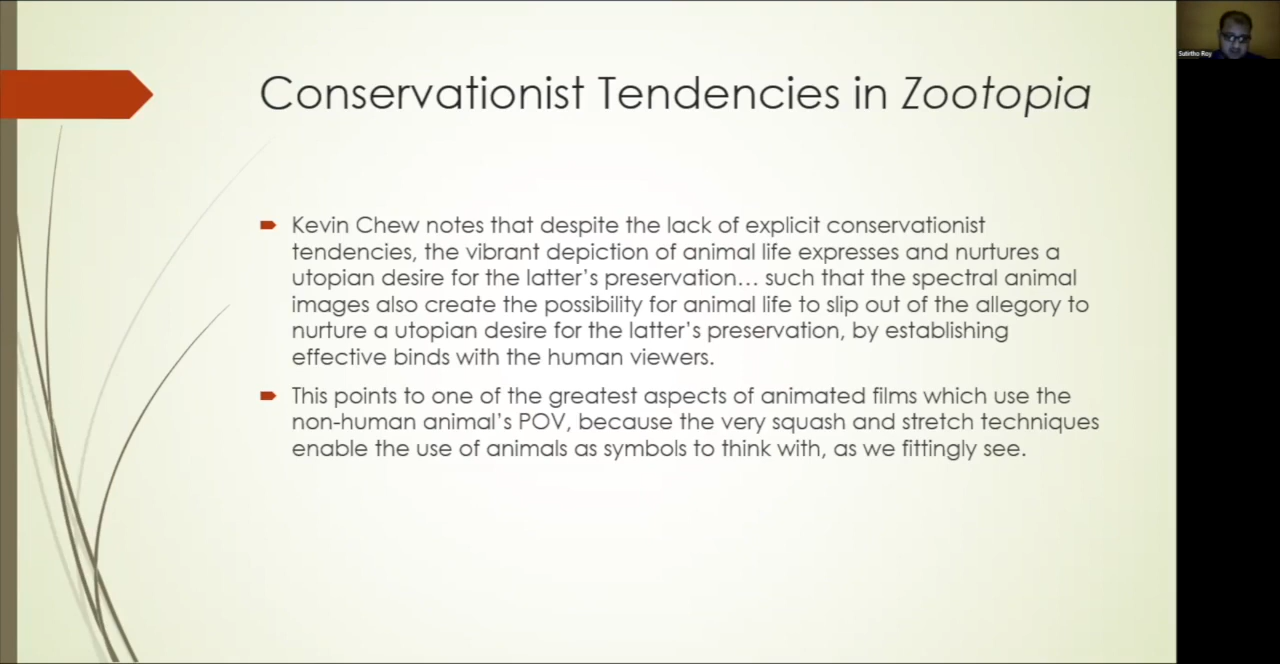 Conservationist Tendencies in Zootopia
Sutirtho Roy
Kevin Chew notes that despite the lack of explicit conservationist
tendencies, the vibrant depiction of animal life expresses and nurtures a
utopian desire for the latter's preservation… such that the spectral animal
images also create the possibility for animal life to slip out of the allegory to
nurture a utopian desire for the latter's preservation, by establishing
effective binds with the human viewers.
This points to one of the greatest aspects of animated films which use the
non-human animal's POV, because the very squash and stretch techniques
enable the use of animals as symbols to think with, as we fittingly see.